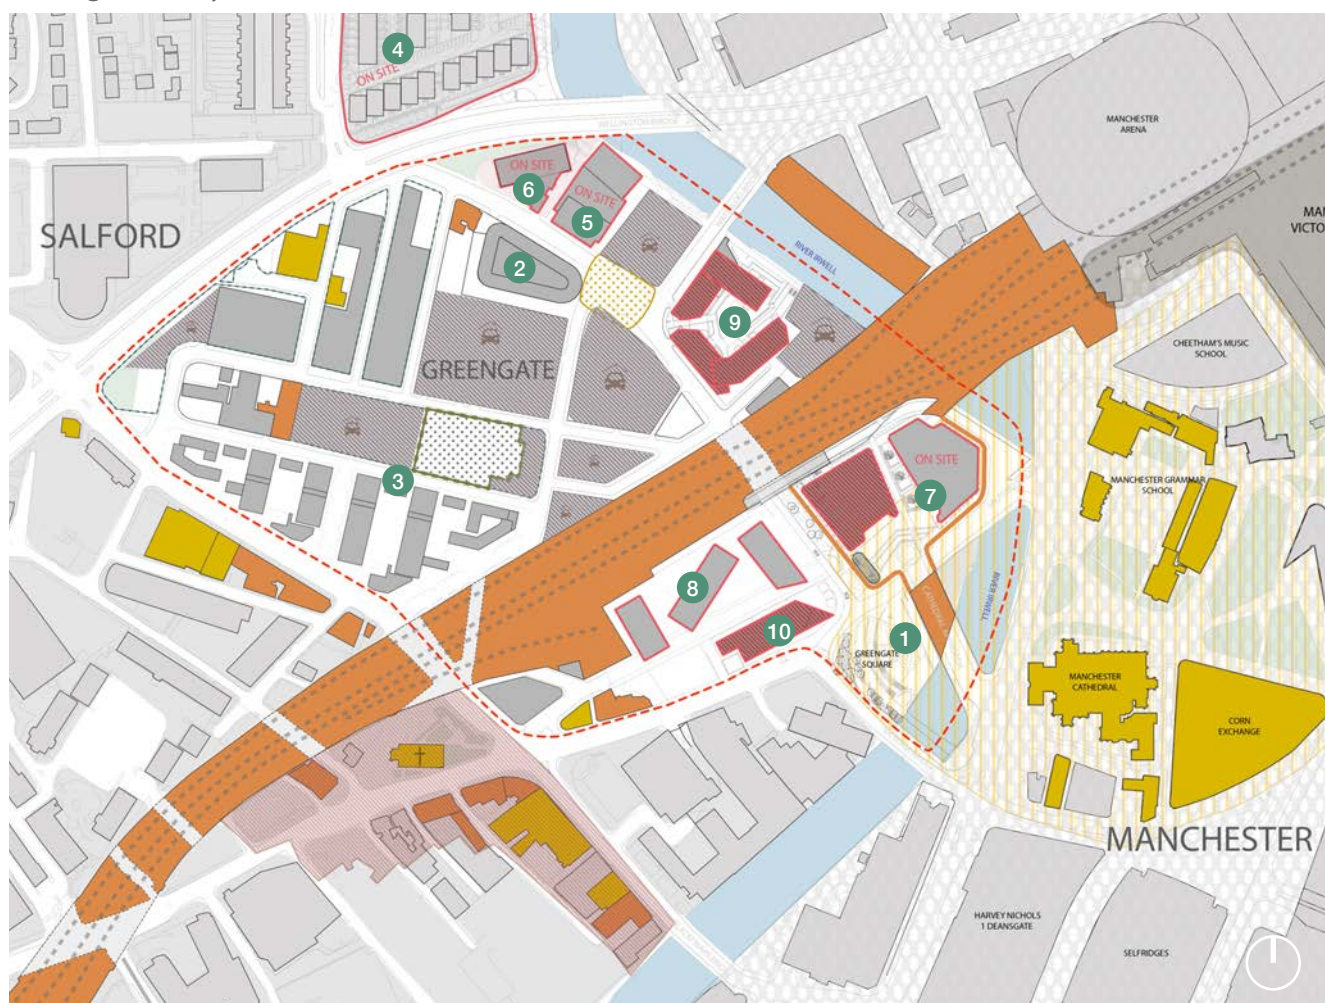 4
ON SITE
MANCHESTER
ARENA
ON SITE
6
ON SITE
5
SALFORD
RIVER IRWELL
2
9
CHEETHAM'S MUSIC
SCHOOL
GREENGATE
ON SITE
3
7
MANCHESTER GRAMMAR
SCHOOL
8
RIVER IRWELL
10
1
GREENGATE
SQUARE
MANCHESTER
CATHEDRAL
CORN
EXCHANGE
MANCHESTER
HARVEY NICHOLS
1 DEANSGATE
SELFRIDGES